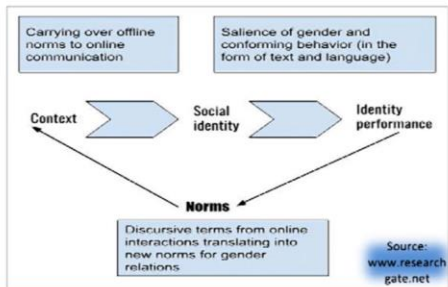 Carrying over offline
norms to online
communication
Salience of gender and
conforming behavior (in the
form of text and language)
Context
Social
identity
Identity
performance
Norms
Discursive terms from online
interactions translating into
new norms for gender
relations
Source:
www.research
gate.net